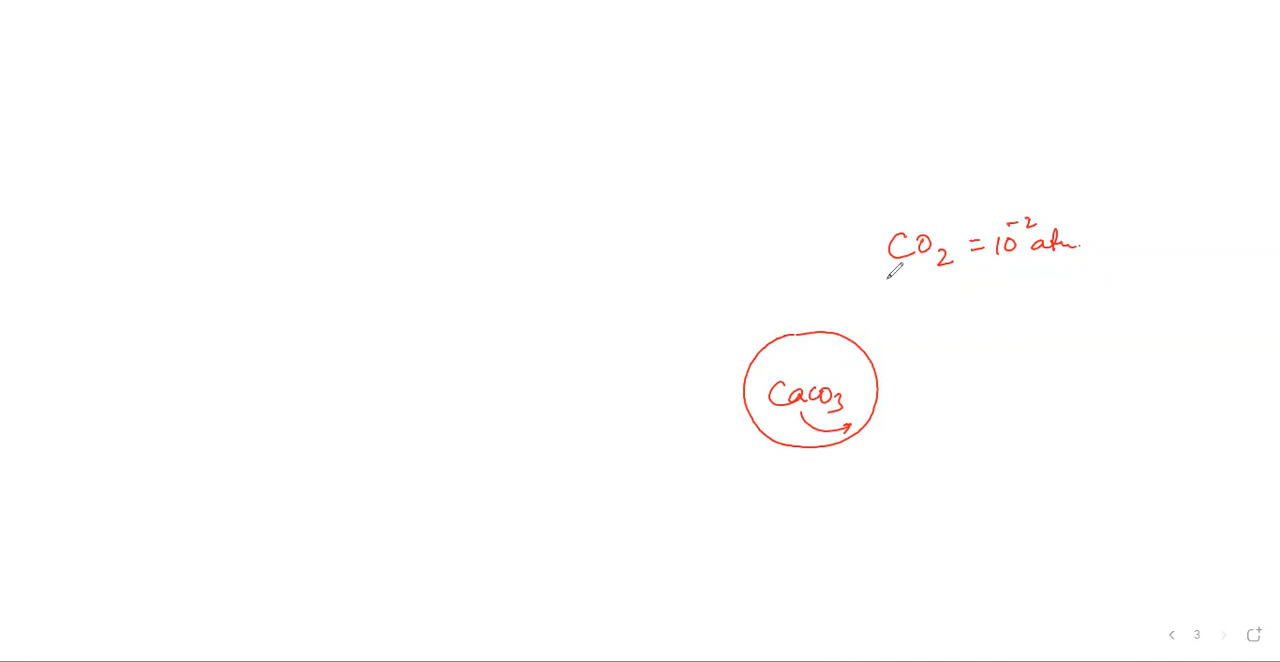 CO₂ = 10⁻² atm.
CaCO₃
3